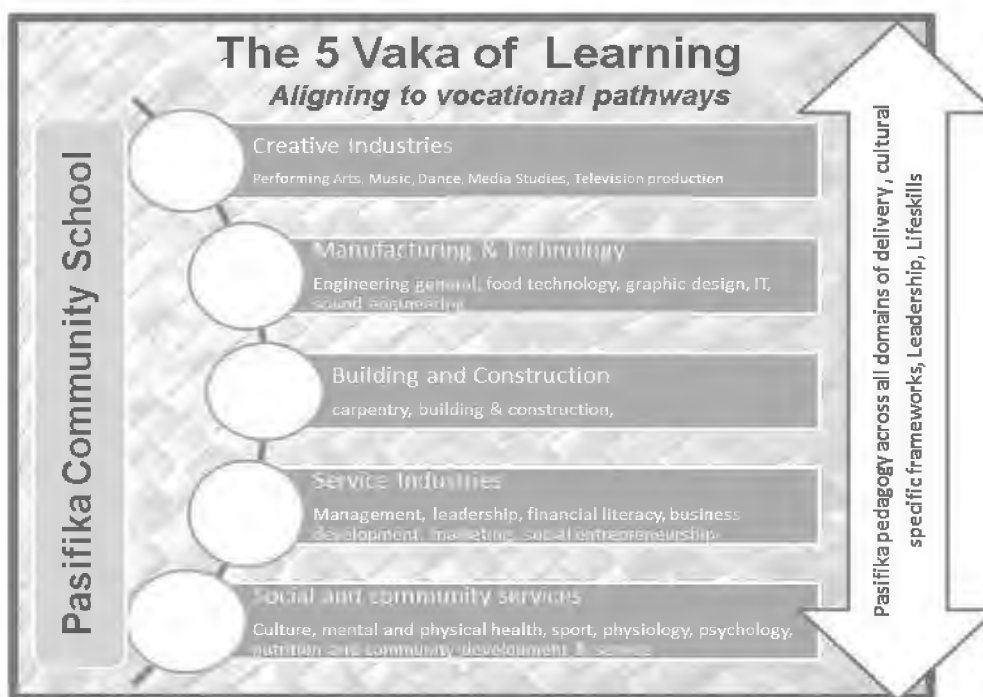 The 5 Vaka of Learning
Aligning to vocational pathways
Pasifika Community School
Creative Industries
Performing Arts, Music, Dance, Media Studies, Television production
Manufacturing & Technology
Engineering general, food technology, graphic design, IT,
sound engineering
Building and Construction
carpentry, building & construction,
Service Industries
Management, leadership, financial literacy, business
development, marketing, social entrepreneurship
Social and community services
Culture, mental and physical health, sport, physiology, psychology,
nutrition and community development & service
Pasifika pedagogy across all domains of delivery, cultural
specific frameworks, Leadership, Lifeskills